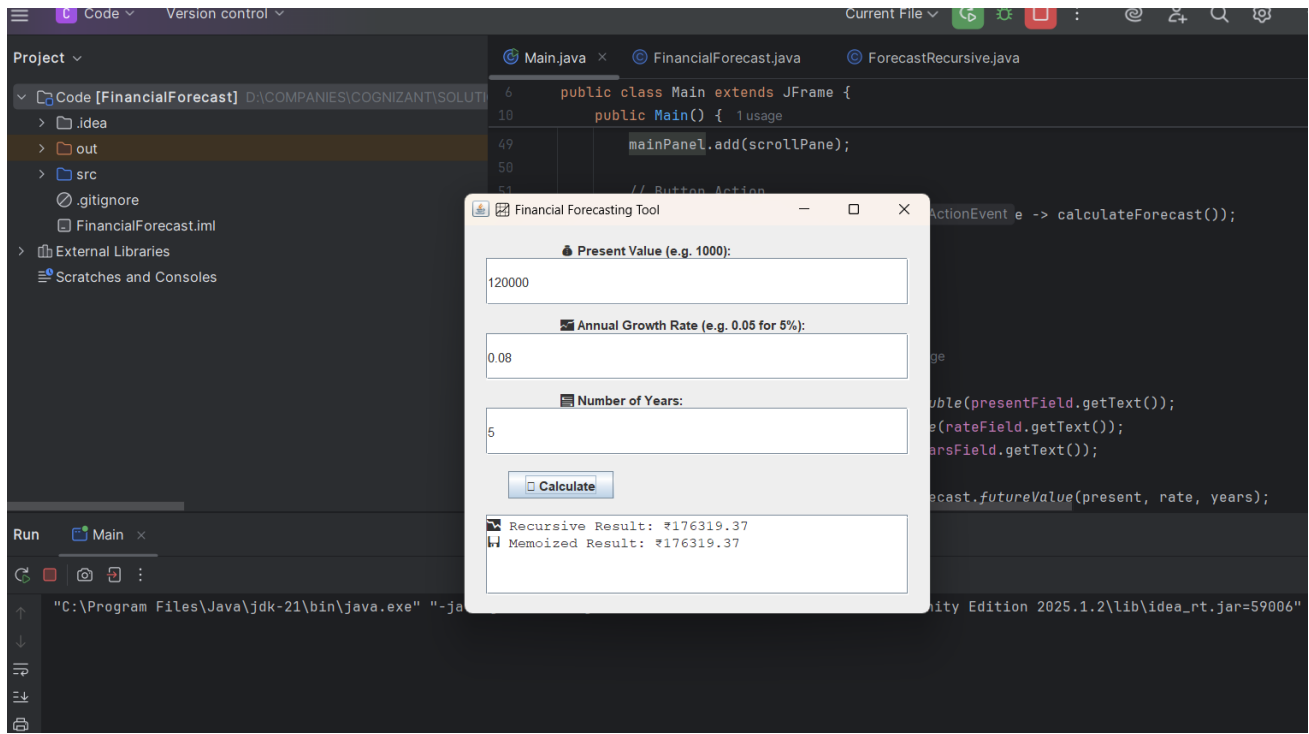 C Code Version control Current File
Project
Main.java FinancialForecast.java ForecastRecursive.java
Code [FinancialForecast] D:\COMPANIES\COGNIZANT\SOLUTI
.idea
out
src
.gitignore
FinancialForecast.iml
External Libraries
Scratches and Consoles
6 public class Main extends JFrame {
10 public Main() { 1 usage
49 mainPanel.add(scrollPane);
50
51 // Button Action
ActionEvent e -> calculateForecast());
ge
uble(presentField.getText());
e(rateField.getText());
arsField.getText());
ecast.futureValue(present, rate, years);
Financial Forecasting Tool
Present Value (e.g. 1000):
120000
Annual Growth Rate (e.g. 0.05 for 5%):
0.08
Number of Years:
5
Calculate
Recursive Result: ₹176319.37
Memoized Result: ₹176319.37
Run Main
"C:\Program Files\Java\jdk-21\bin\java.exe" "-ja nity Edition 2025.1.2\lib\idea_rt.jar=59006"